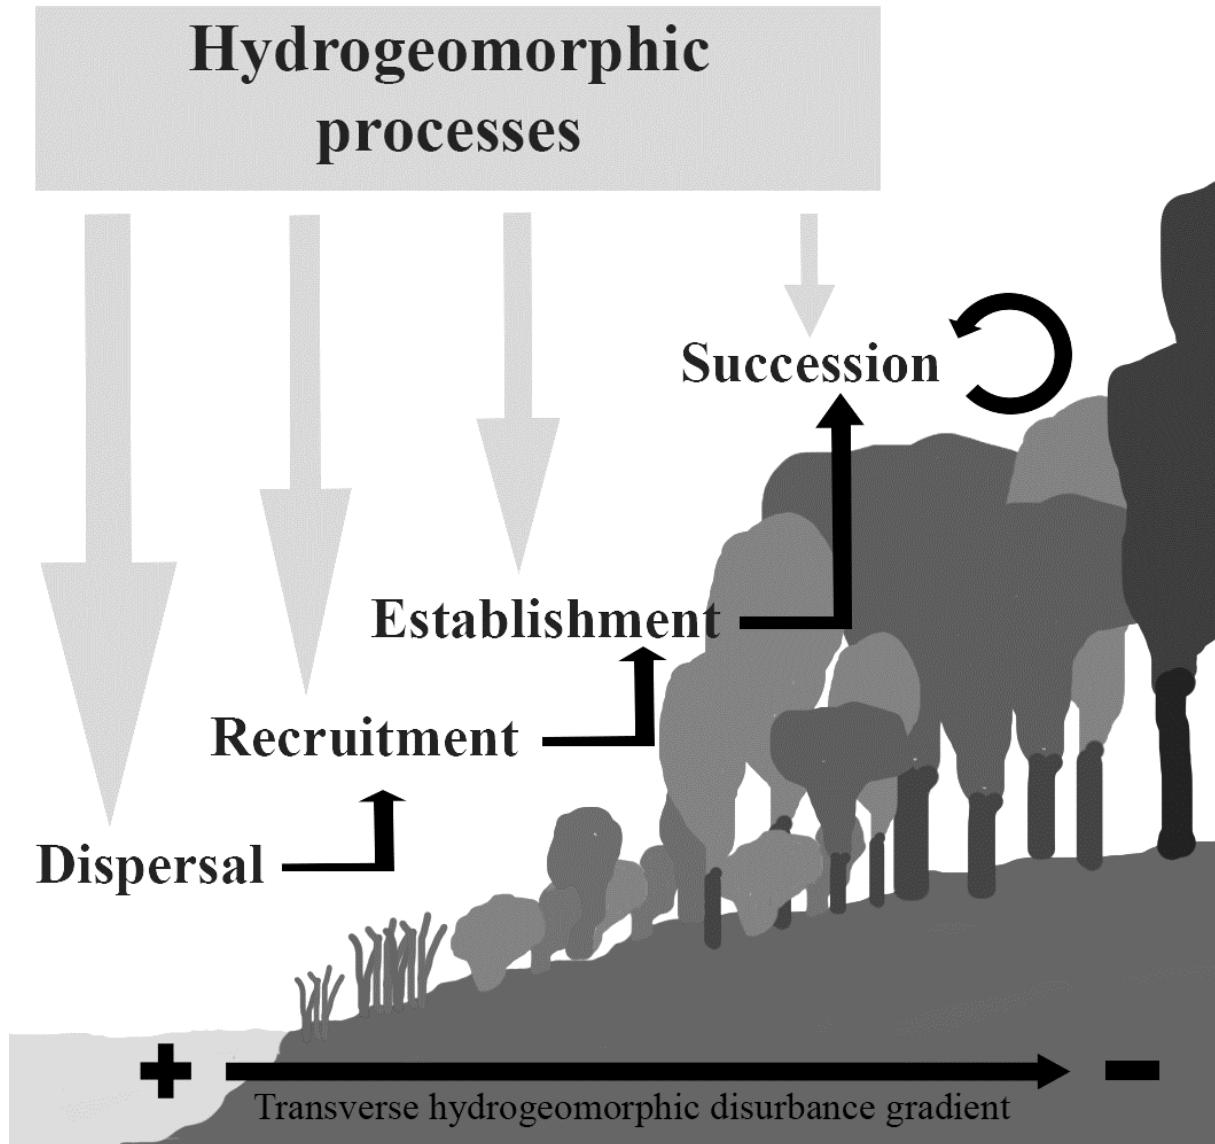 Hydrogeomorphic
processes
Succession
Establishment
Recruitment
Dispersal
+
-
Transverse hydrogeomorphic disurbance gradient